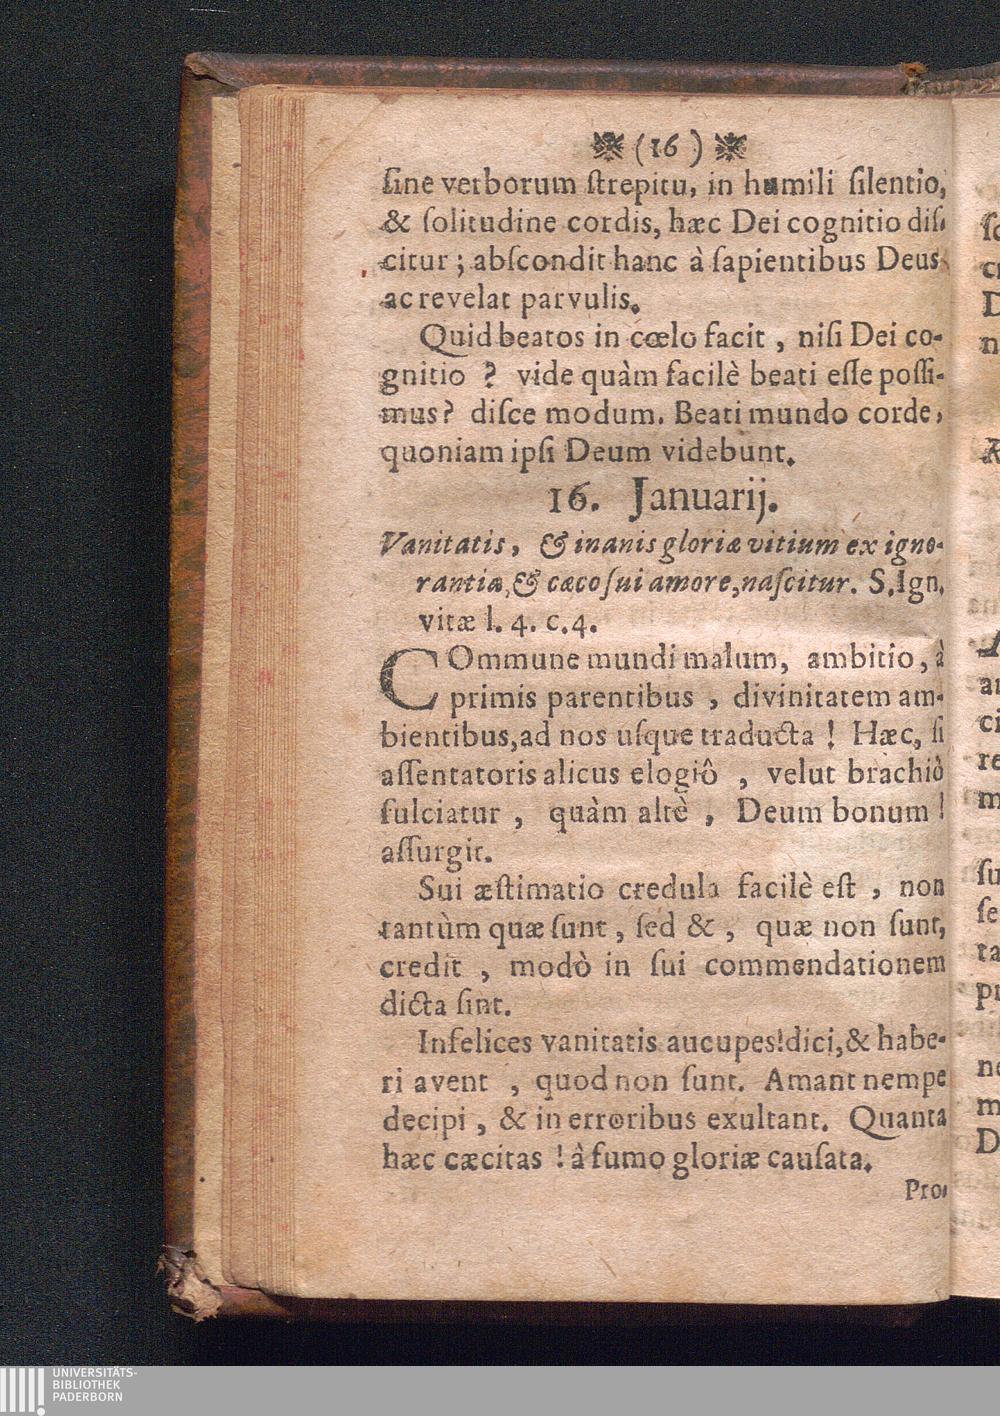 (16)
sine verborum strepitu, in humili silentio,
& solitudine cordis, hæc Dei cognitio dis-
citur ; abscondit hanc à sapientibus Deus
ac revelat parvulis.
Quid beatos in cœlo facit , nisi Dei co-
gnitio ? vide quàm facilè beati esse possi-
mus? disce modum. Beati mundo corde,
quoniam ipsi Deum videbunt.
16. Januarij.
Vanitatis, & inanis gloriæ vitium ex igno-
rantia, & cæco sui amore, nascitur. S. Ign.
vitæ l. 4. c. 4.
COmmune mundi malum, ambitio, à
primis parentibus , divinitatem am-
bientibus, ad nos usque traducta ! Hæc, si
assentatoris alicus elogiô , velut brachiò
fulciatur , quàm altè , Deum bonum !
assurgit.
Sui æstimatio credula facilè est , non
tantùm quæ sunt , sed & , quæ non sunt,
credit , modò in sui commendationem
dicta sint.
Infelices vanitatis aucupes! dici, & habe-
ri avent , quod non sunt. Amant nempe
decipi , & in erroribus exultant. Quanta
hæc cæcitas ! à fumo gloriæ causata.
Pro-
UNIVERSITÄTS-
BIBLIOTHEK
PADERBORN